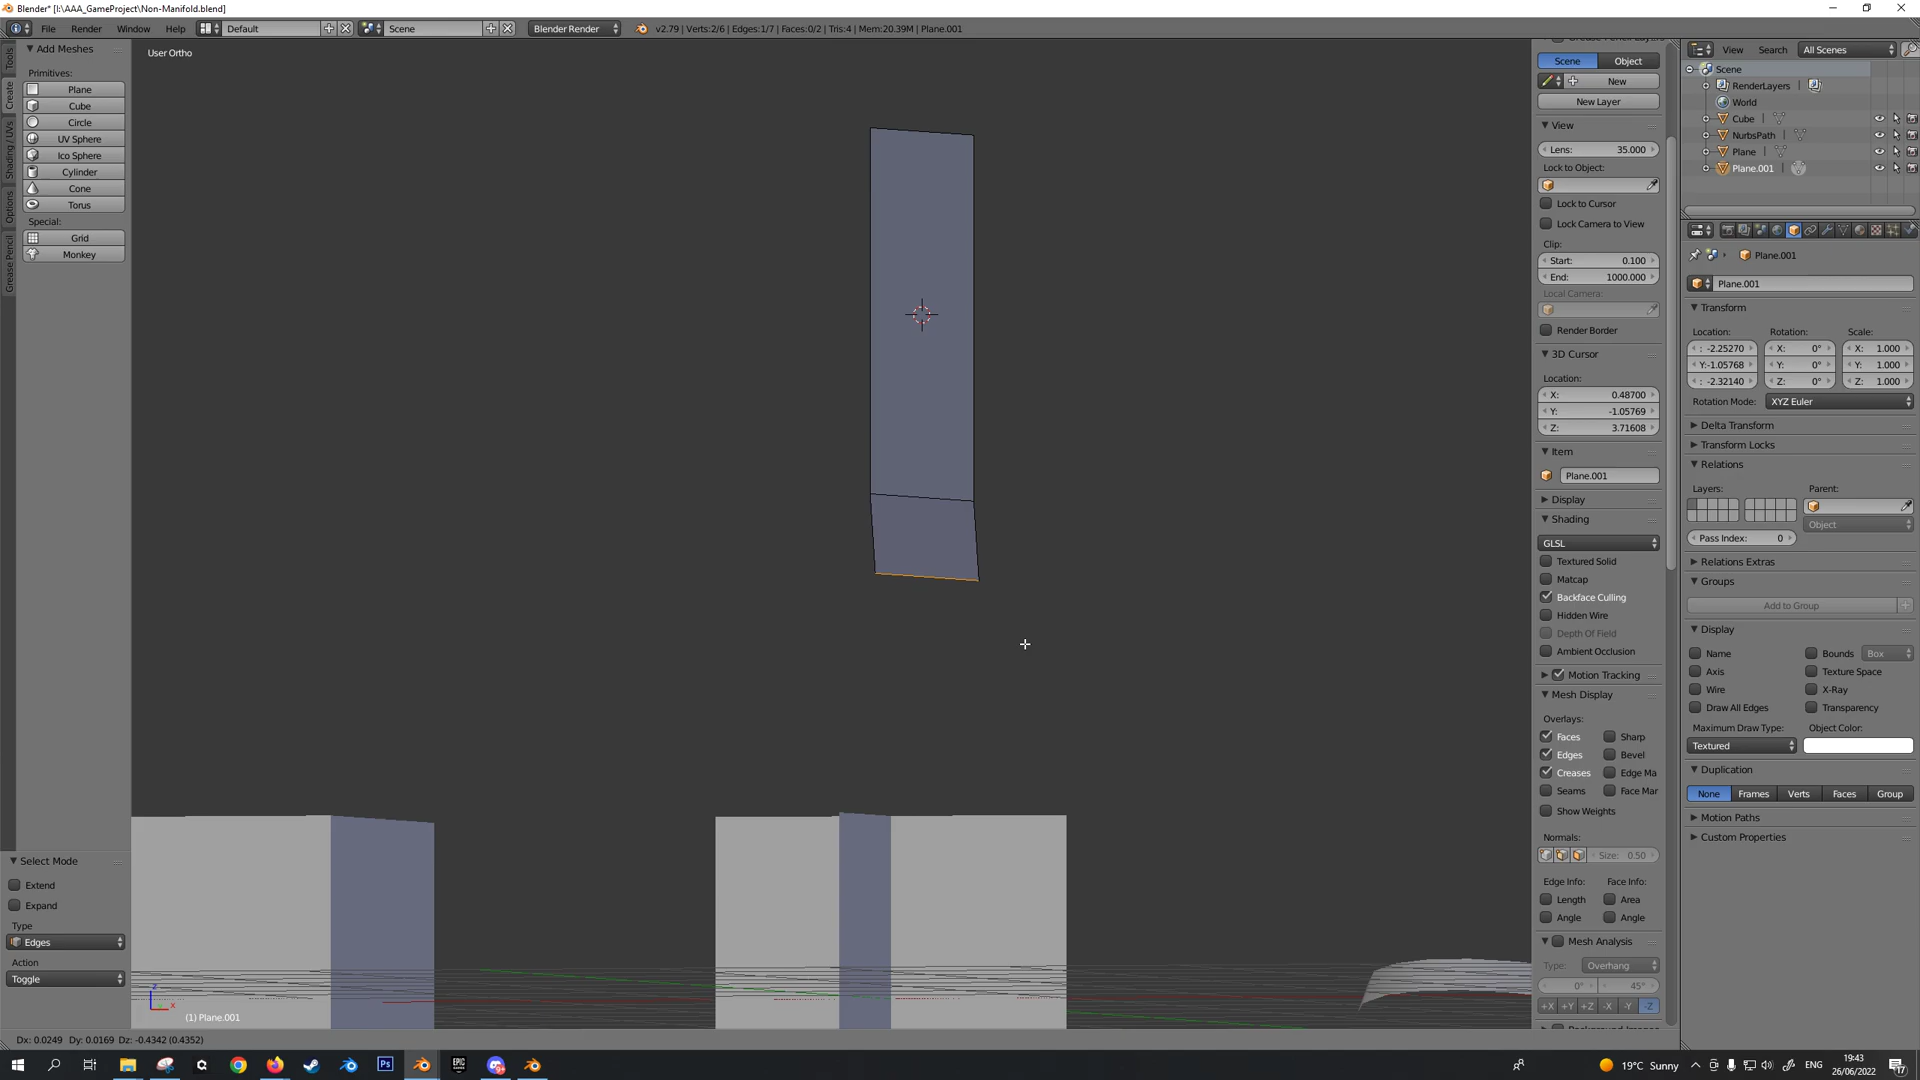 Blender* [I:\AAA_GameProject\Non-Manifold.blend]
File Render Window Help Default Scene Blender Render v2.79 | Verts:2/6 | Edges:1/7 | Faces:0/2 | Tris:4 | Mem:20.39M | Plane.001
View Search All Scenes
Tools
Create
Shading / UVs
Options
Grease Pencil
Add Meshes
Primitives:
Plane
Cube
Circle
UV Sphere
Ico Sphere
Cylinder
Cone
Torus
Special:
Grid
Monkey
Select Mode
Extend
Expand
Type
Edges
Action
Toggle
User Ortho
z
x
(1) Plane.001
Dx: 0.0249 Dy: 0.0169 Dz: -0.4342 (0.4352)
Scene Object
New
New Layer
View
Lens: 35.000
Lock to Object:
Lock to Cursor
Lock Camera to View
Clip:
Start: 0.100
End: 1000.000
Local Camera:
Render Border
3D Cursor
Location:
X: 0.48700
Y: -1.05769
Z: 3.71608
Item
Plane.001
Display
Shading
GLSL
Textured Solid
Matcap
Backface Culling
Hidden Wire
Depth Of Field
Ambient Occlusion
Motion Tracking
Mesh Display
Overlays:
Faces Sharp
Edges Bevel
Creases Edge Ma
Seams Face Mar
Show Weights
Normals:
Size: 0.50
Edge Info: Face Info:
Length Area
Angle Angle
Mesh Analysis
Type: Overhang
0° 45°
+X +Y +Z -X -Y -Z
Scene
RenderLayers
World
Cube
NurbsPath
Plane
Plane.001
Plane.001
Plane.001
Transform
Location: Rotation: Scale:
: -2.25270 X: 0° X: 1.000
Y:-1.05768 Y: 0° Y: 1.000
: -2.32140 Z: 0° Z: 1.000
Rotation Mode: XYZ Euler
Delta Transform
Transform Locks
Relations
Layers: Parent:
Object
Pass Index: 0
Relations Extras
Groups
Add to Group
Display
Name Bounds Box
Axis Texture Space
Wire X-Ray
Draw All Edges Transparency
Maximum Draw Type: Object Color:
Textured
Duplication
None Frames Verts Faces Group
Motion Paths
Custom Properties
Ps EPIC 19°C Sunny ENG 19:43
26/06/2022 17